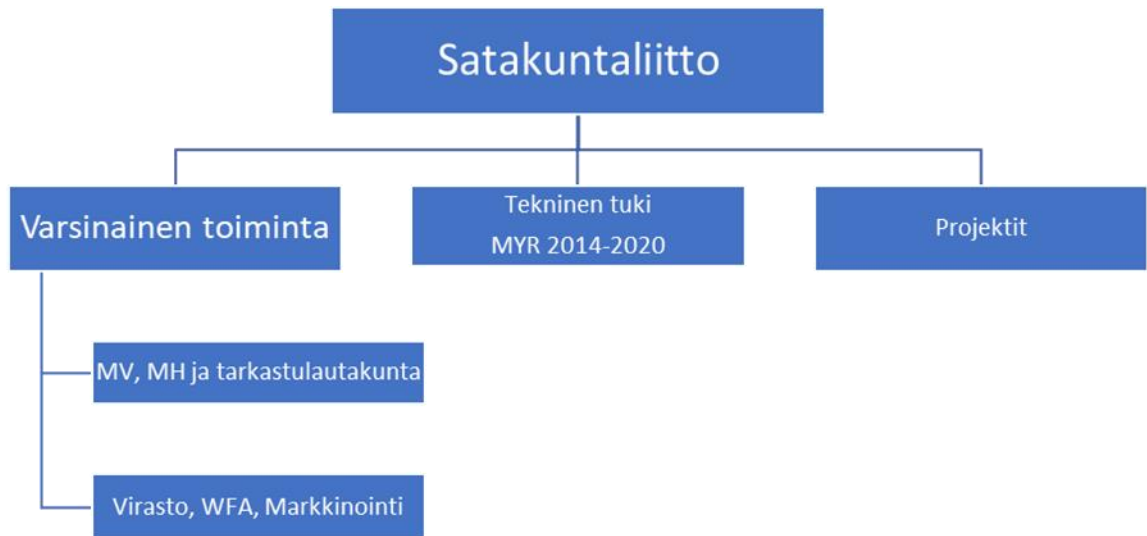 Satakuntaliitto
Varsinainen toiminta
Tekninen tuki
MYR 2014-2020
Projektit
MV, MH ja tarkastulautakunta
Virasto, WFA, Markkinointi